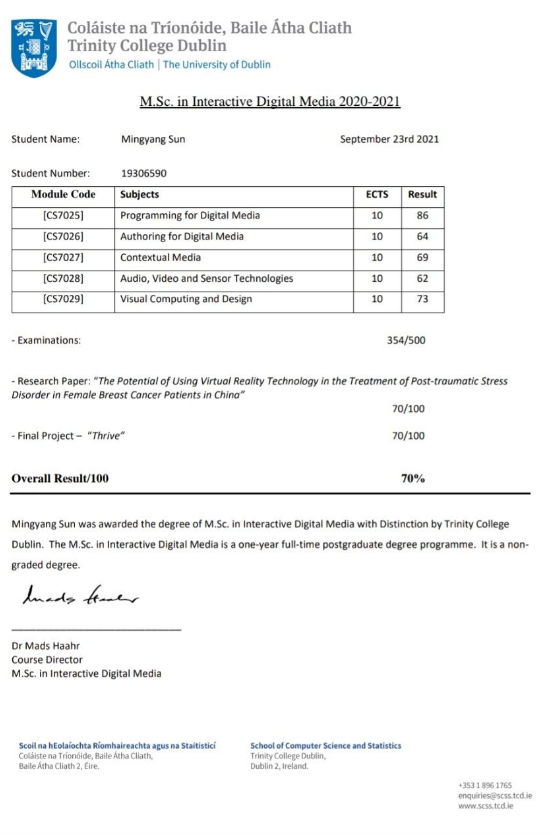 Coláiste na Tríonóide, Baile Átha Cliath
Trinity College Dublin
Ollscoil Átha Cliath | The University of Dublin
M.Sc. in Interactive Digital Media 2020-2021
Student Name: Mingyang Sun September 23rd 2021
Student Number: 19306590
Module Code Subjects ECTS Result
[CS7025] Programming for Digital Media 10 86
[CS7026] Authoring for Digital Media 10 64
[CS7027] Contextual Media 10 69
[CS7028] Audio, Video and Sensor Technologies 10 62
[CS7029] Visual Computing and Design 10 73
- Examinations: 354/500
- Research Paper: "The Potential of Using Virtual Reality Technology in the Treatment of Post-traumatic Stress
Disorder in Female Breast Cancer Patients in China"
70/100
- Final Project – "Thrive" 70/100
Overall Result/100 70%
Mingyang Sun was awarded the degree of M.Sc. in Interactive Digital Media with Distinction by Trinity College
Dublin. The M.Sc. in Interactive Digital Media is a one-year full-time postgraduate degree programme. It is a non-
graded degree.
Mads Haahr
Dr Mads Haahr
Course Director
M.Sc. in Interactive Digital Media
Scoil na hEolaíochta Ríomhaireachta agus na Staitisticí
Coláiste na Tríonóide, Baile Átha Cliath,
Baile Átha Cliath 2, Éire.
School of Computer Science and Statistics
Trinity College Dublin,
Dublin 2, Ireland.
+353 1 896 1765
enquiries@scss.tcd.ie
www.scss.tcd.ie